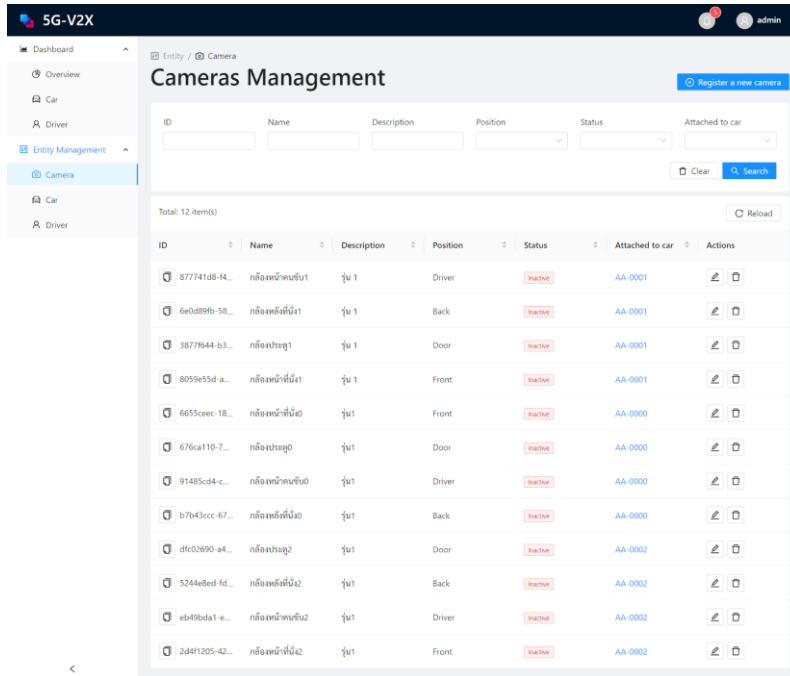 5G-V2X
5
admin
Dashboard
Overview
Car
Driver
Entity Management
Camera
Car
Driver
Entity / Camera
Cameras Management
Register a new camera
ID Name Description Position Status Attached to car
Clear Search
Total: 12 item(s)
Reload
ID Name Description Position Status Attached to car Actions
877741d8-f4... กล้องหน้าคนขับ1 รุ่น 1 Driver Inactive AA-0001
6e0d89fb-58... กล้องหลังที่นั่ง1 รุ่น 1 Back Inactive AA-0001
3877f644-b3... กล้องประตู1 รุ่น 1 Door Inactive AA-0001
8059e55d-a... กล้องหน้าที่นั่ง1 รุ่น 1 Front Inactive AA-0001
6655ceec-18... กล้องหน้าที่นั่ง0 รุ่น1 Front Inactive AA-0000
676ca110-7... กล้องประตู0 รุ่น1 Door Inactive AA-0000
91485cd4-c... กล้องหน้าคนขับ0 รุ่น1 Driver Inactive AA-0000
b7b43ccc-67... กล้องหลังที่นั่ง0 รุ่น1 Back Inactive AA-0000
dfc02690-a4... กล้องประตู2 รุ่น1 Door Inactive AA-0002
5244e8ed-fd... กล้องหลังที่นั่ง2 รุ่น1 Back Inactive AA-0002
eb49bda1-e... กล้องหน้าคนขับ2 รุ่น1 Driver Inactive AA-0002
2d4f1205-42... กล้องหน้าที่นั่ง2 รุ่น1 Front Inactive AA-0002